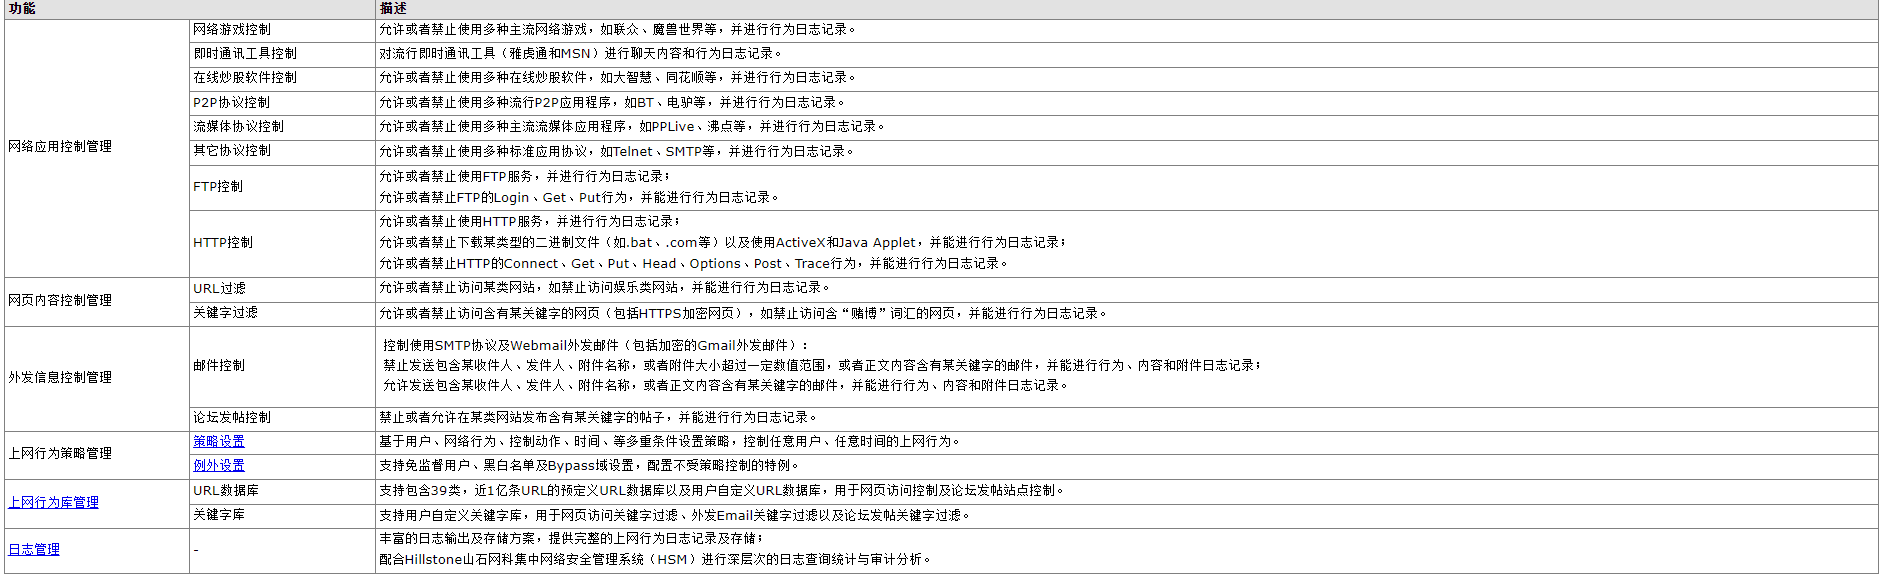 功能 描述
网络应用控制管理
网络游戏控制 允许或者禁止使用多种主流网络游戏，如联众、魔兽世界等，并进行行为日志记录。
即时通讯工具控制 对流行即时通讯工具（雅虎通和MSN）进行聊天内容和行为日志记录。
在线炒股软件控制 允许或者禁止使用多种在线炒股软件，如大智慧、同花顺等，并进行行为日志记录。
P2P协议控制 允许或者禁止使用多种流行P2P应用程序，如BT、电驴等，并进行行为日志记录。
流媒体协议控制 允许或者禁止使用多种主流流媒体应用程序，如PPLive、沸点等，并进行行为日志记录。
其它协议控制 允许或者禁止使用多种标准应用协议，如Telnet、SMTP等，并进行行为日志记录。
FTP控制
允许或者禁止使用FTP服务，并进行行为日志记录；
允许或者禁止FTP的Login、Get、Put行为，并能进行行为日志记录。
HTTP控制
允许或者禁止使用HTTP服务，并进行行为日志记录；
允许或者禁止下载某类型的二进制文件（如.bat、.com等）以及使用ActiveX和Java Applet，并能进行行为日志记录；
允许或者禁止HTTP的Connect、Get、Put、Head、Options、Post、Trace行为，并能进行行为日志记录。
网页内容控制管理
URL过滤 允许或者禁止访问某类网站，如禁止访问娱乐类网站，并能进行行为日志记录。
关键字过滤 允许或者禁止访问含有某关键字的网页（包括HTTPS加密网页），如禁止访问含“赌博”词汇的网页，并能进行行为日志记录。
外发信息控制管理
邮件控制
控制使用SMTP协议及Webmail外发邮件（包括加密的Gmail外发邮件）：
禁止发送包含某收件人、发件人、附件名称，或者附件大小超过一定数值范围，或者正文内容含有某关键字的邮件，并能进行行为、内容和附件日志记录；
允许发送包含某收件人、发件人、附件名称，或者正文内容含有某关键字的邮件，并能进行行为、内容和附件日志记录。
论坛发帖控制 禁止或者允许在某类网站发布含有某关键字的帖子，并能进行行为日志记录。
上网行为策略管理
策略设置 基于用户、网络行为、控制动作、时间、等多重条件设置策略，控制任意用户、任意时间的上网行为。
例外设置 支持免监督用户、黑白名单及Bypass域设置，配置不受策略控制的特例。
上网行为库管理
URL数据库 支持包含39类，近1亿条URL的预定义URL数据库以及用户自定义URL数据库，用于网页访问控制及论坛发帖站点控制。
关键字库 支持用户自定义关键字库，用于网页访问关键字过滤、外发Email关键字过滤以及论坛发帖关键字过滤。
日志管理 -
丰富的日志输出及存储方案，提供完整的上网行为日志记录及存储；
配合Hillstone山石网科集中网络安全管理系统（HSM）进行深层次的日志查询统计与审计分析。